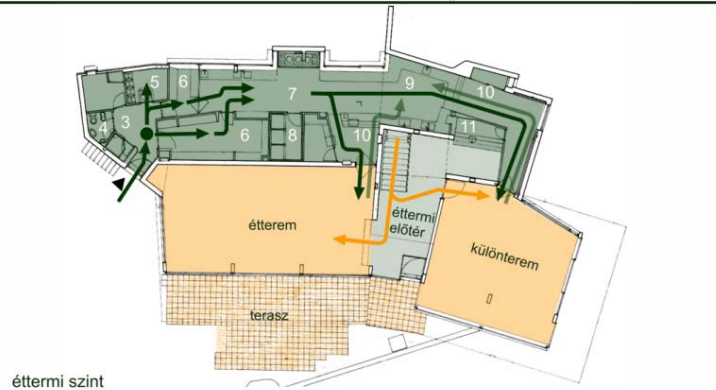 5
6
7
9
10
4
3
6
8
10
11
étterem
éttermi
előtér
különterem
terasz
éttermi szint